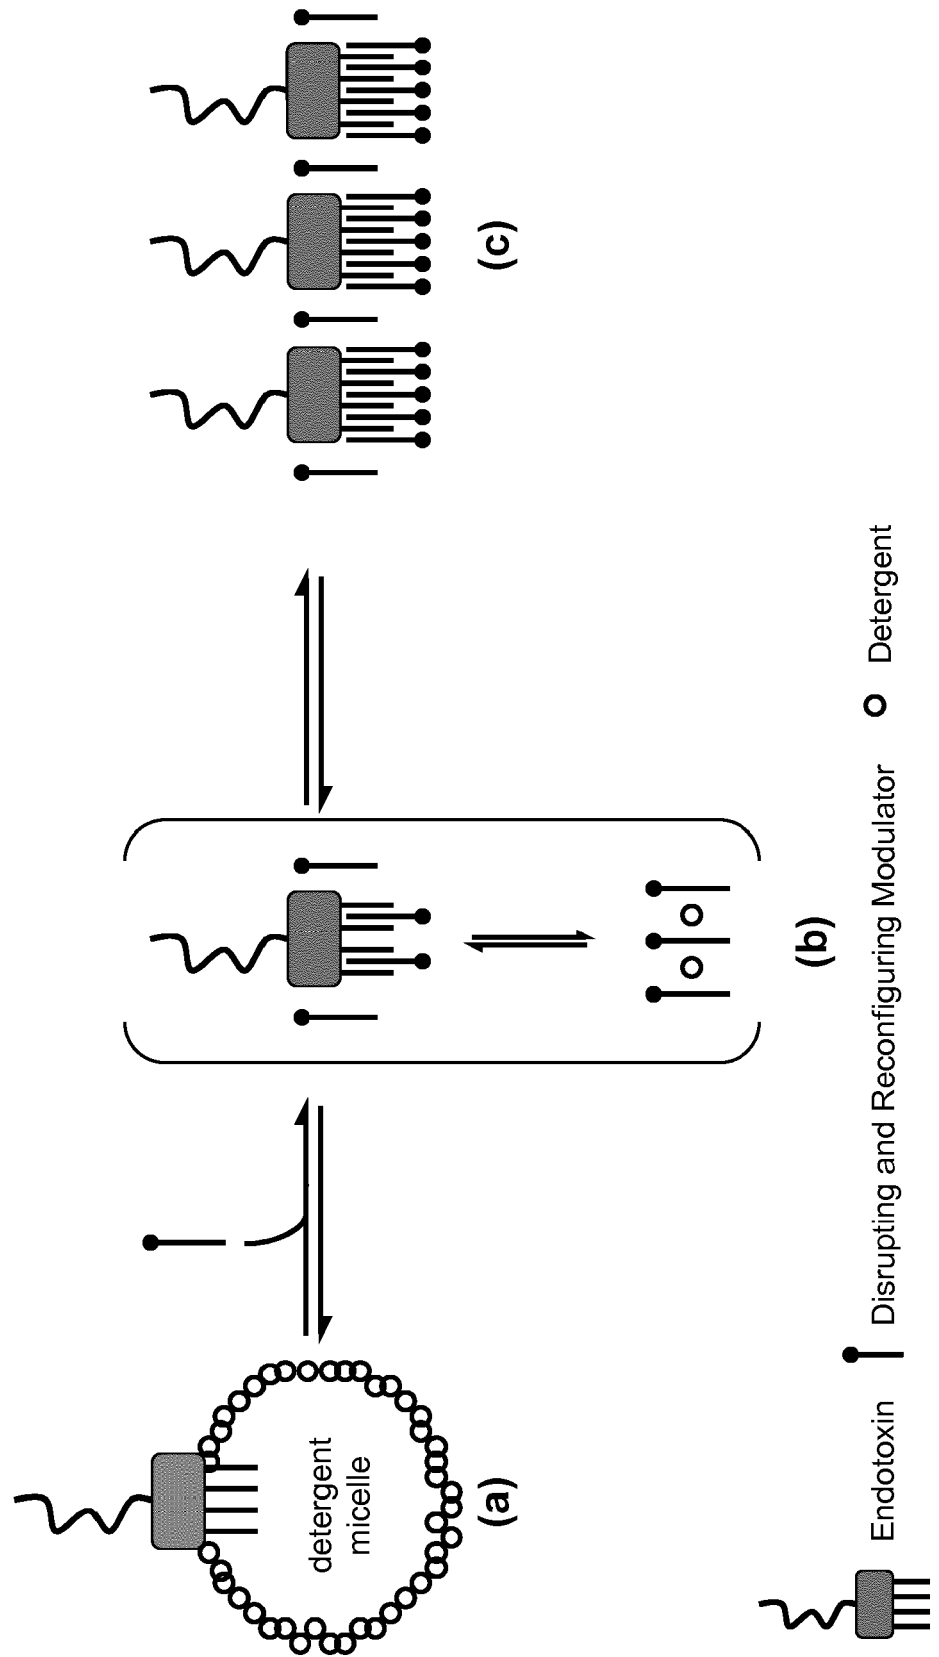 detergent
micelle
(a)
(b)
(c)
Endotoxin
Disrupting and Reconfiguring Modulator
Detergent